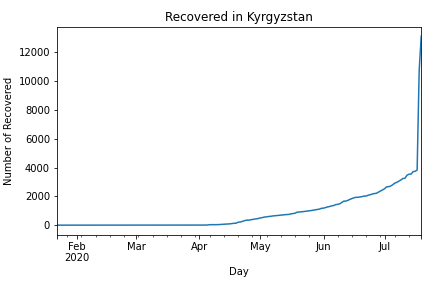 Recovered in Kyrgyzstan
12000
10000
8000
6000
4000
2000
0
Number of Recovered
Feb
2020
Mar
Apr
May
Jun
Jul
Day